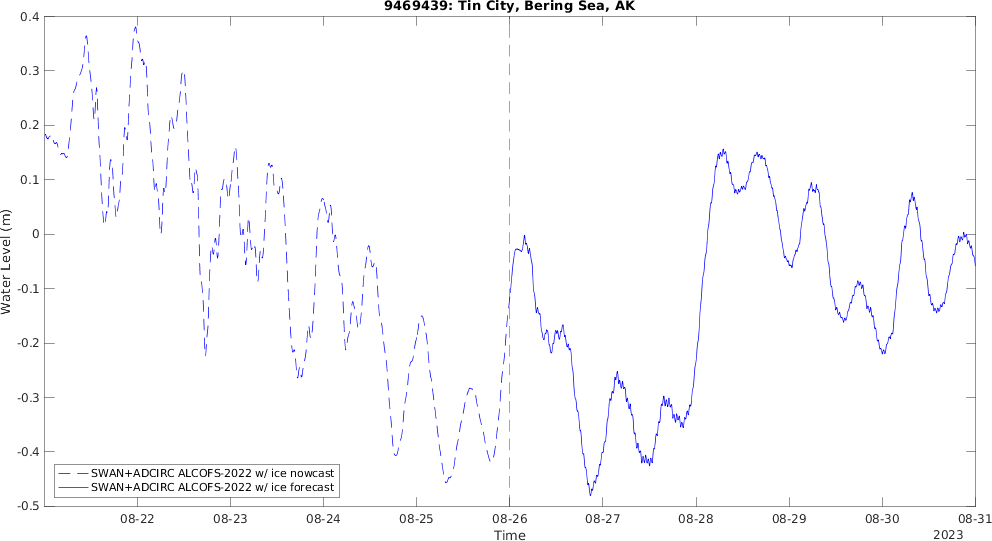 9469439: Tin City, Bering Sea, AK
Water Level (m)
0.4
0.3
0.2
0.1
0
-0.1
-0.2
-0.3
-0.4
-0.5
SWAN+ADCIRC ALCOFS-2022 w/ ice nowcast
SWAN+ADCIRC ALCOFS-2022 w/ ice forecast
08-22 08-23 08-24 08-25 08-26 08-27 08-28 08-29 08-30 08-31
Time
2023